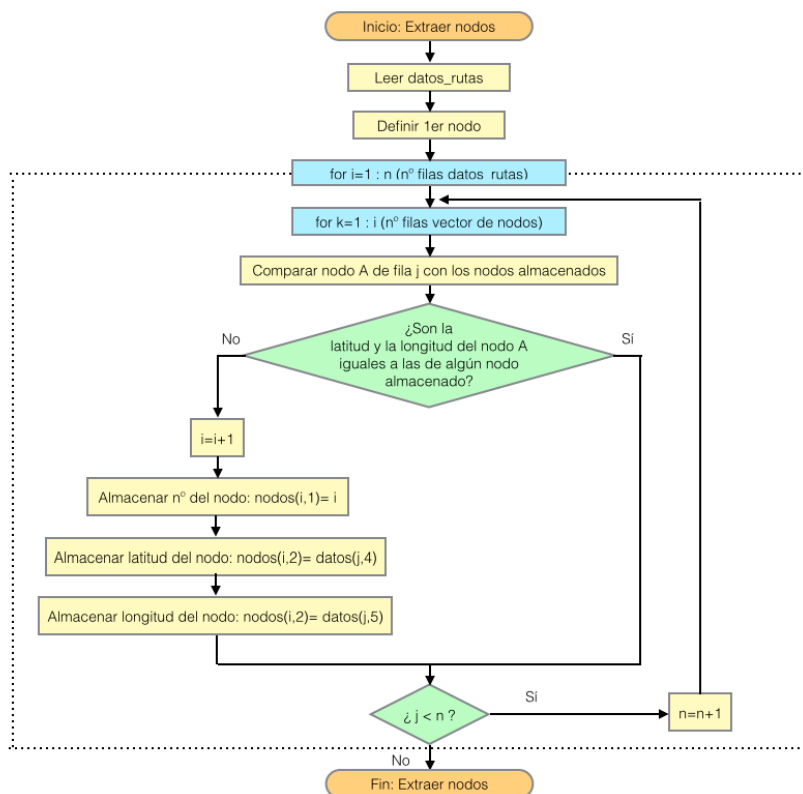 Inicio: Extraer nodos
Leer datos_rutas
Definir 1er nodo
for j=1 : n (nº filas datos_rutas)
for k=1 : i (nº filas vector de nodos)
Comparar nodo A de fila j con los nodos almacenados
¿Son la
latitud y la longitud del nodo A
iguales a las de algún nodo
almacenado?
No
Sí
i=i+1
Almacenar nº del nodo: nodos(i,1)= i
Almacenar latitud del nodo: nodos(i,2)= datos(j,4)
Almacenar longitud del nodo: nodos(i,2)= datos(j,5)
¿ j < n ?
Sí
n=n+1
No
Fin: Extraer nodos